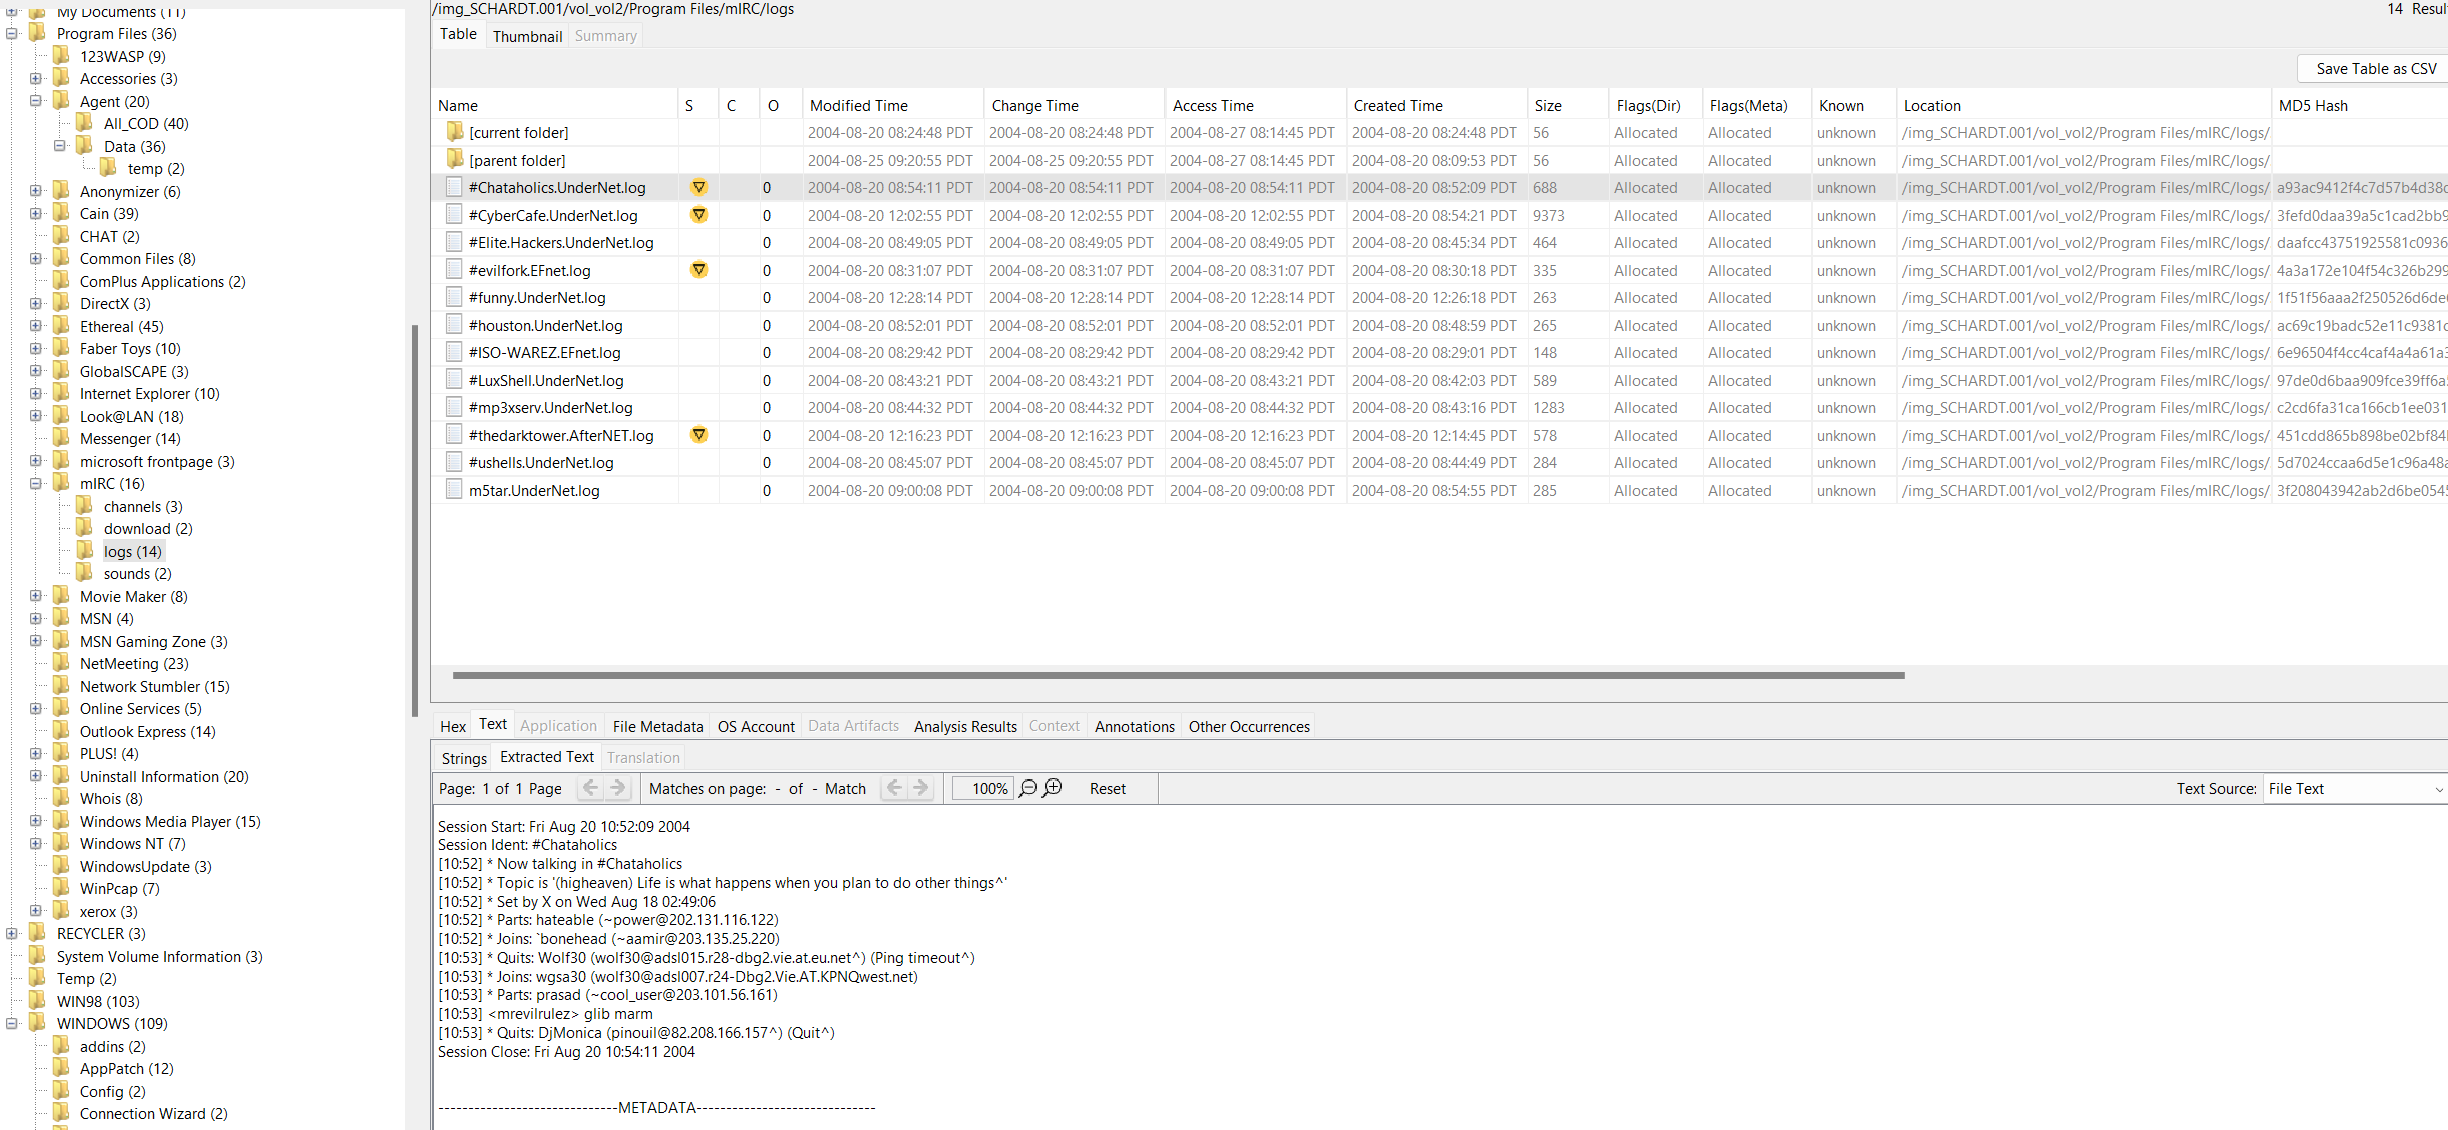 My Documents (11)
Program Files (36)
123WASP (9)
Accessories (3)
Agent (20)
All_COD (40)
Data (36)
temp (2)
Anonymizer (6)
Cain (39)
CHAT (2)
Common Files (8)
ComPlus Applications (2)
DirectX (3)
Ethereal (45)
Faber Toys (10)
GlobalSCAPE (3)
Internet Explorer (10)
Look@LAN (18)
Messenger (14)
microsoft frontpage (3)
mIRC (16)
channels (3)
download (2)
logs (14)
sounds (2)
Movie Maker (8)
MSN (4)
MSN Gaming Zone (3)
NetMeeting (23)
Network Stumbler (15)
Online Services (5)
Outlook Express (14)
PLUS! (4)
Uninstall Information (20)
Whois (8)
Windows Media Player (15)
Windows NT (7)
WindowsUpdate (3)
WinPcap (7)
xerox (3)
RECYCLER (3)
System Volume Information (3)
Temp (2)
WIN98 (103)
WINDOWS (109)
addins (2)
AppPatch (12)
Config (2)
Connection Wizard (2)
/img_SCHARDT.001/vol_vol2/Program Files/mIRC/logs 14 Resul
Table Thumbnail Summary
Save Table as CSV
Name S C O Modified Time Change Time Access Time Created Time Size Flags(Dir) Flags(Meta) Known Location MD5 Hash
[current folder] 2004-08-20 08:24:48 PDT 2004-08-20 08:24:48 PDT 2004-08-27 08:14:45 PDT 2004-08-20 08:24:48 PDT 56 Allocated Allocated unknown /img_SCHARDT.001/vol_vol2/Program Files/mIRC/logs/
[parent folder] 2004-08-25 09:20:55 PDT 2004-08-25 09:20:55 PDT 2004-08-27 08:14:45 PDT 2004-08-20 08:09:53 PDT 56 Allocated Allocated unknown /img_SCHARDT.001/vol_vol2/Program Files/mIRC/logs/
#Chataholics.UnderNet.log 0 2004-08-20 08:54:11 PDT 2004-08-20 08:54:11 PDT 2004-08-20 08:54:11 PDT 2004-08-20 08:52:09 PDT 688 Allocated Allocated unknown /img_SCHARDT.001/vol_vol2/Program Files/mIRC/logs/ a93ac9412f4c7d57b4d38
#CyberCafe.UnderNet.log 0 2004-08-20 12:02:55 PDT 2004-08-20 12:02:55 PDT 2004-08-20 12:02:55 PDT 2004-08-20 08:54:21 PDT 9373 Allocated Allocated unknown /img_SCHARDT.001/vol_vol2/Program Files/mIRC/logs/ 3fefd0daa39a5c1cad2bb9
#Elite.Hackers.UnderNet.log 0 2004-08-20 08:49:05 PDT 2004-08-20 08:49:05 PDT 2004-08-20 08:49:05 PDT 2004-08-20 08:45:34 PDT 464 Allocated Allocated unknown /img_SCHARDT.001/vol_vol2/Program Files/mIRC/logs/ daafcc43751925581c0936
#evilfork.EFnet.log 0 2004-08-20 08:31:07 PDT 2004-08-20 08:31:07 PDT 2004-08-20 08:31:07 PDT 2004-08-20 08:30:18 PDT 335 Allocated Allocated unknown /img_SCHARDT.001/vol_vol2/Program Files/mIRC/logs/ 4a3a172e104f54c326b299
#funny.UnderNet.log 0 2004-08-20 12:28:14 PDT 2004-08-20 12:28:14 PDT 2004-08-20 12:28:14 PDT 2004-08-20 12:26:18 PDT 263 Allocated Allocated unknown /img_SCHARDT.001/vol_vol2/Program Files/mIRC/logs/ 1f51f56aaa2f250526d6de
#houston.UnderNet.log 0 2004-08-20 08:52:01 PDT 2004-08-20 08:52:01 PDT 2004-08-20 08:52:01 PDT 2004-08-20 08:48:59 PDT 265 Allocated Allocated unknown /img_SCHARDT.001/vol_vol2/Program Files/mIRC/logs/ ac69c19badc52e11c9381
#ISO-WAREZ.EFnet.log 0 2004-08-20 08:29:42 PDT 2004-08-20 08:29:42 PDT 2004-08-20 08:29:42 PDT 2004-08-20 08:29:01 PDT 148 Allocated Allocated unknown /img_SCHARDT.001/vol_vol2/Program Files/mIRC/logs/ 6e96504f4cc4caf4a4a61a3
#LuxShell.UnderNet.log 0 2004-08-20 08:43:21 PDT 2004-08-20 08:43:21 PDT 2004-08-20 08:43:21 PDT 2004-08-20 08:42:03 PDT 589 Allocated Allocated unknown /img_SCHARDT.001/vol_vol2/Program Files/mIRC/logs/ 97de0d6baa909fce39ff6a
#mp3xserv.UnderNet.log 0 2004-08-20 08:44:32 PDT 2004-08-20 08:44:32 PDT 2004-08-20 08:44:32 PDT 2004-08-20 08:43:16 PDT 1283 Allocated Allocated unknown /img_SCHARDT.001/vol_vol2/Program Files/mIRC/logs/ c2cd6fa31ca166cb1ee031
#thedarktower.AfterNET.log 0 2004-08-20 12:16:23 PDT 2004-08-20 12:16:23 PDT 2004-08-20 12:16:23 PDT 2004-08-20 12:14:45 PDT 578 Allocated Allocated unknown /img_SCHARDT.001/vol_vol2/Program Files/mIRC/logs/ 451cdd865b898be02bf84
#ushells.UnderNet.log 0 2004-08-20 08:45:07 PDT 2004-08-20 08:45:07 PDT 2004-08-20 08:45:07 PDT 2004-08-20 08:44:49 PDT 284 Allocated Allocated unknown /img_SCHARDT.001/vol_vol2/Program Files/mIRC/logs/ 5d7024ccaa6d5e1c96a48a
m5tar.UnderNet.log 0 2004-08-20 09:00:08 PDT 2004-08-20 09:00:08 PDT 2004-08-20 09:00:08 PDT 2004-08-20 08:54:55 PDT 285 Allocated Allocated unknown /img_SCHARDT.001/vol_vol2/Program Files/mIRC/logs/ 3f208043942ab2d6be0545
Hex Text Application File Metadata OS Account Data Artifacts Analysis Results Context Annotations Other Occurrences
Strings Extracted Text Translation
Page: 1 of 1 Page Matches on page: - of - Match 100% Reset Text Source: File Text
Session Start: Fri Aug 20 10:52:09 2004
Session Ident: #Chataholics
[10:52] * Now talking in #Chataholics
[10:52] * Topic is '(higheaven) Life is what happens when you plan to do other things^'
[10:52] * Set by X on Wed Aug 18 02:49:06
[10:52] * Parts: hateable (~power@202.131.116.122)
[10:52] * Joins: `bonehead (~aamir@203.135.25.220)
[10:53] * Quits: Wolf30 (wolf30@adsl015.r28-dbg2.vie.at.eu.net^) (Ping timeout^)
[10:53] * Joins: wgsa30 (wolf30@adsl007.r24-Dbg2.Vie.AT.KPNQwest.net)
[10:53] * Parts: prasad (~cool_user@203.101.56.161)
[10:53] <mrevilrulez> glib marm
[10:53] * Quits: DjMonica (pinouil@82.208.166.157^) (Quit^)
Session Close: Fri Aug 20 10:54:11 2004
------------------------------METADATA------------------------------